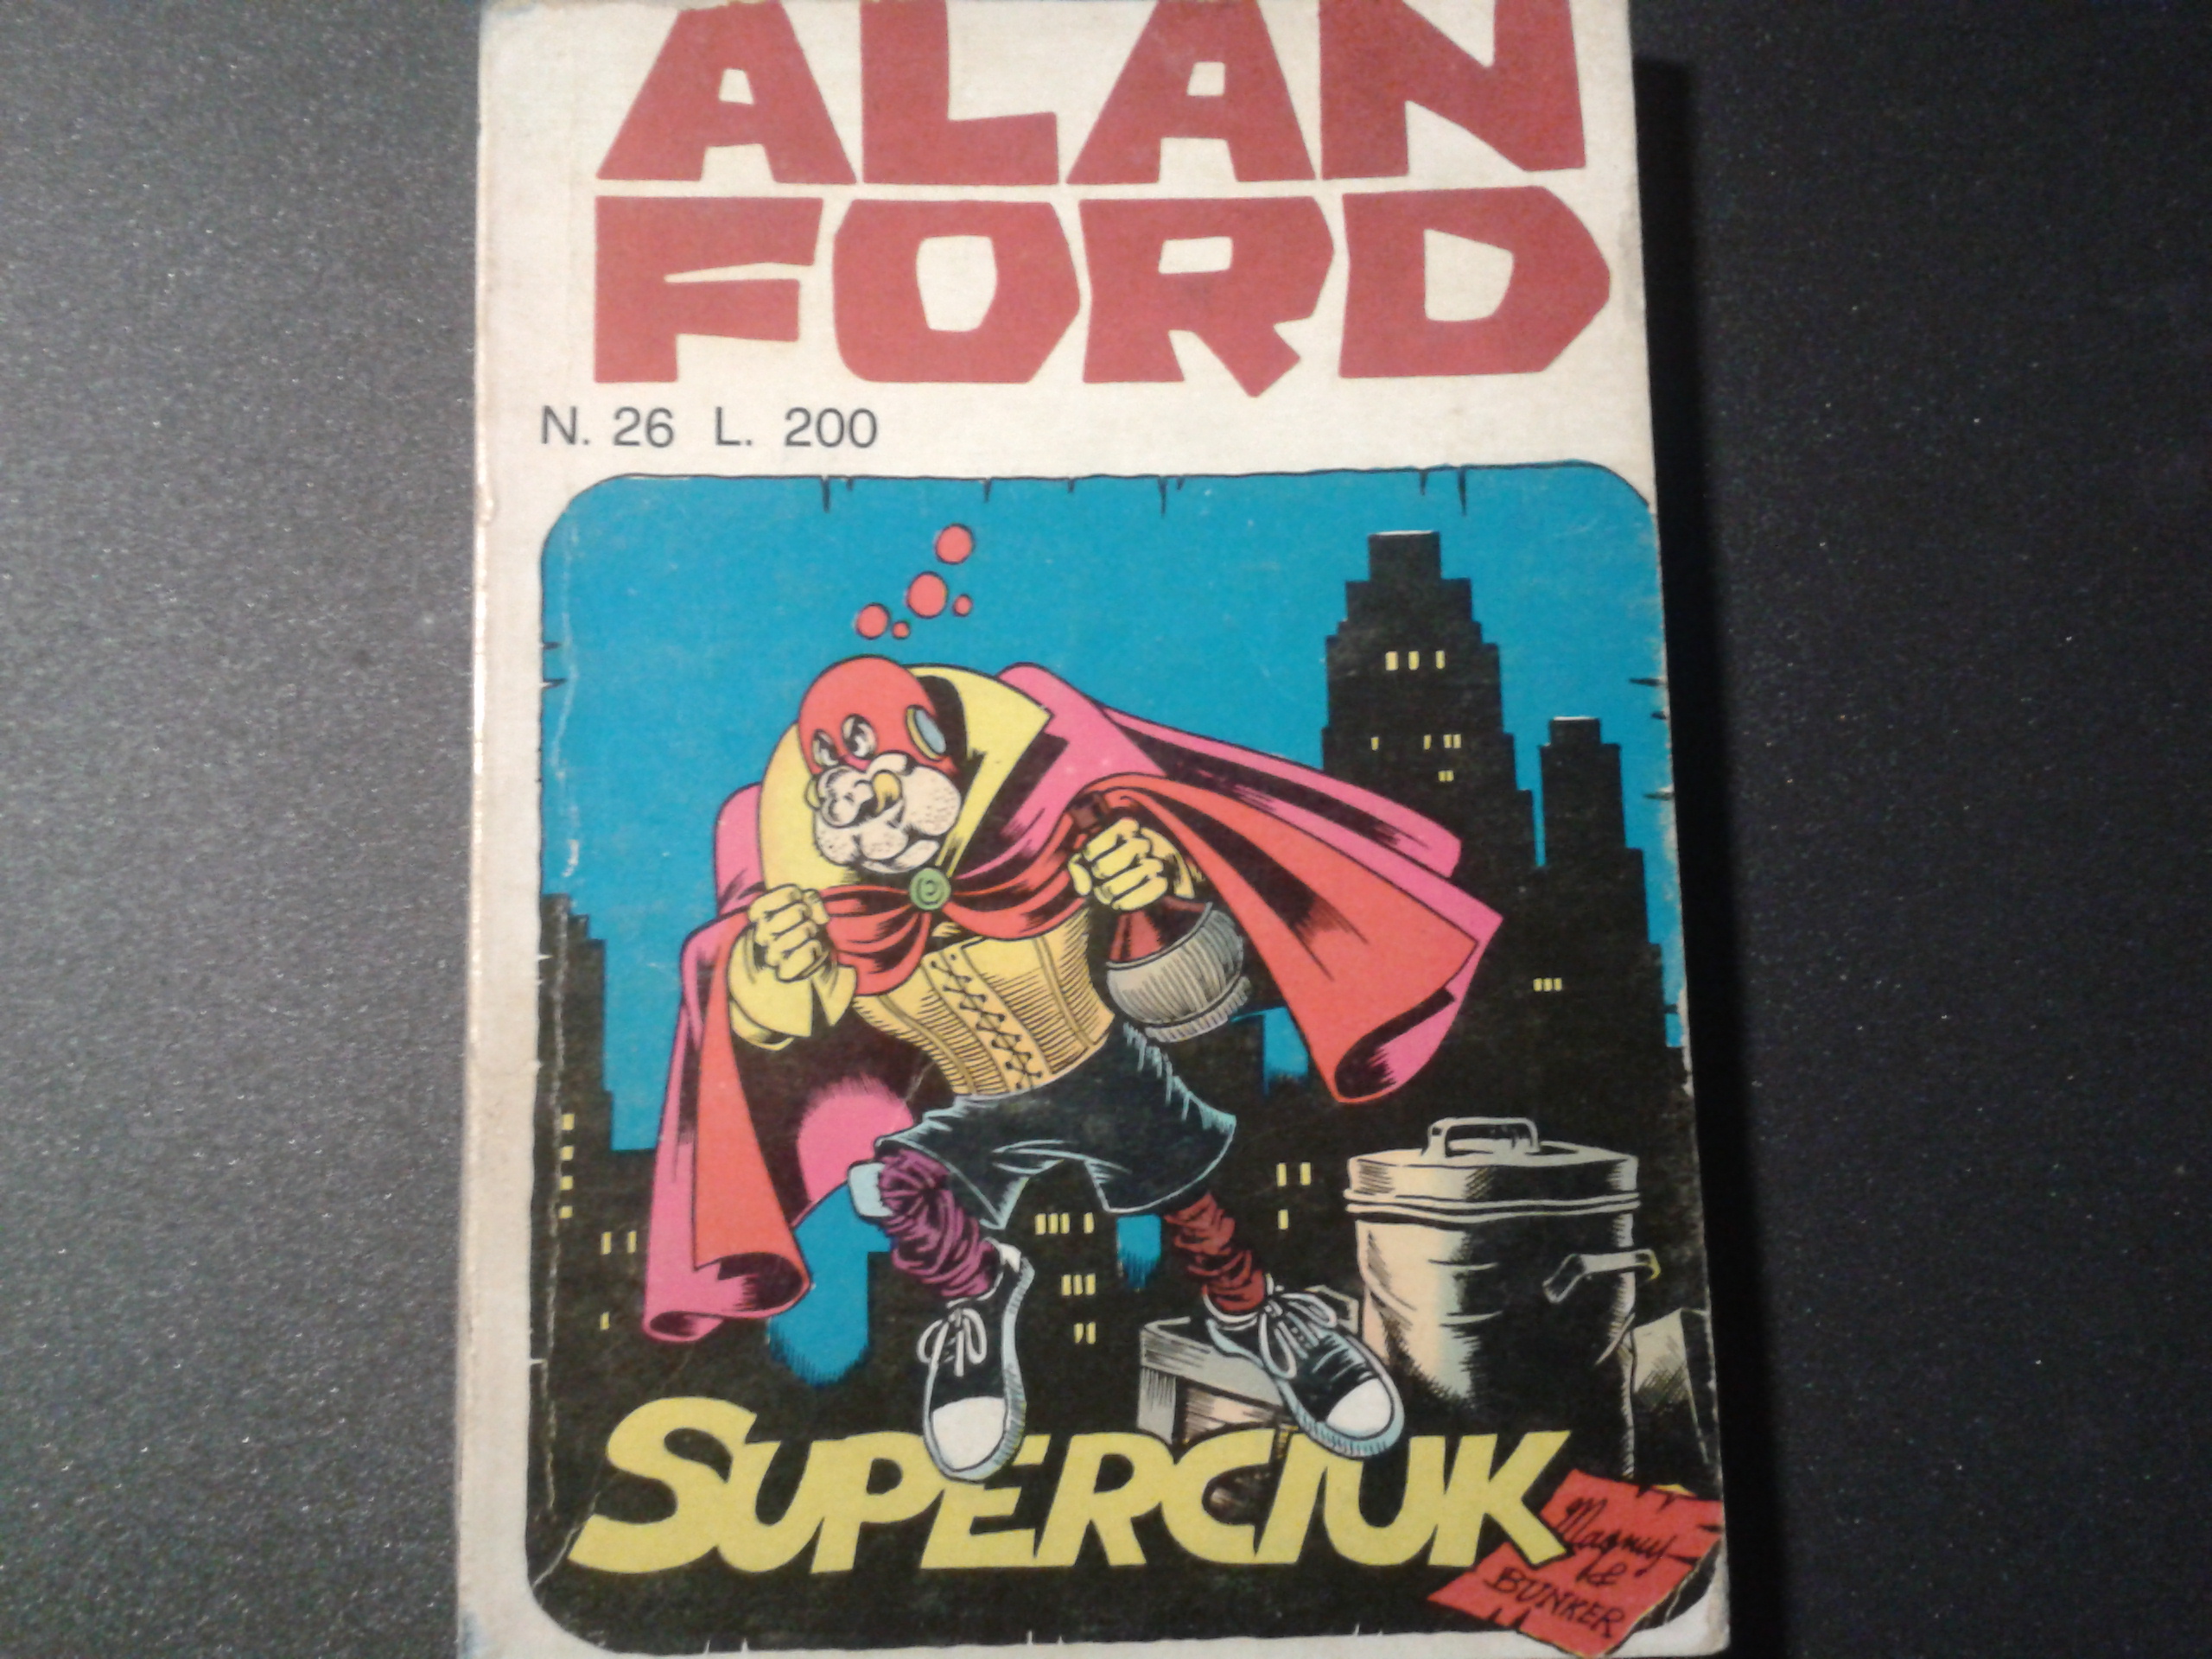 ALAN
FORD
N. 26 L. 200
SUPERCIUK
Magnus
&
BUNKER